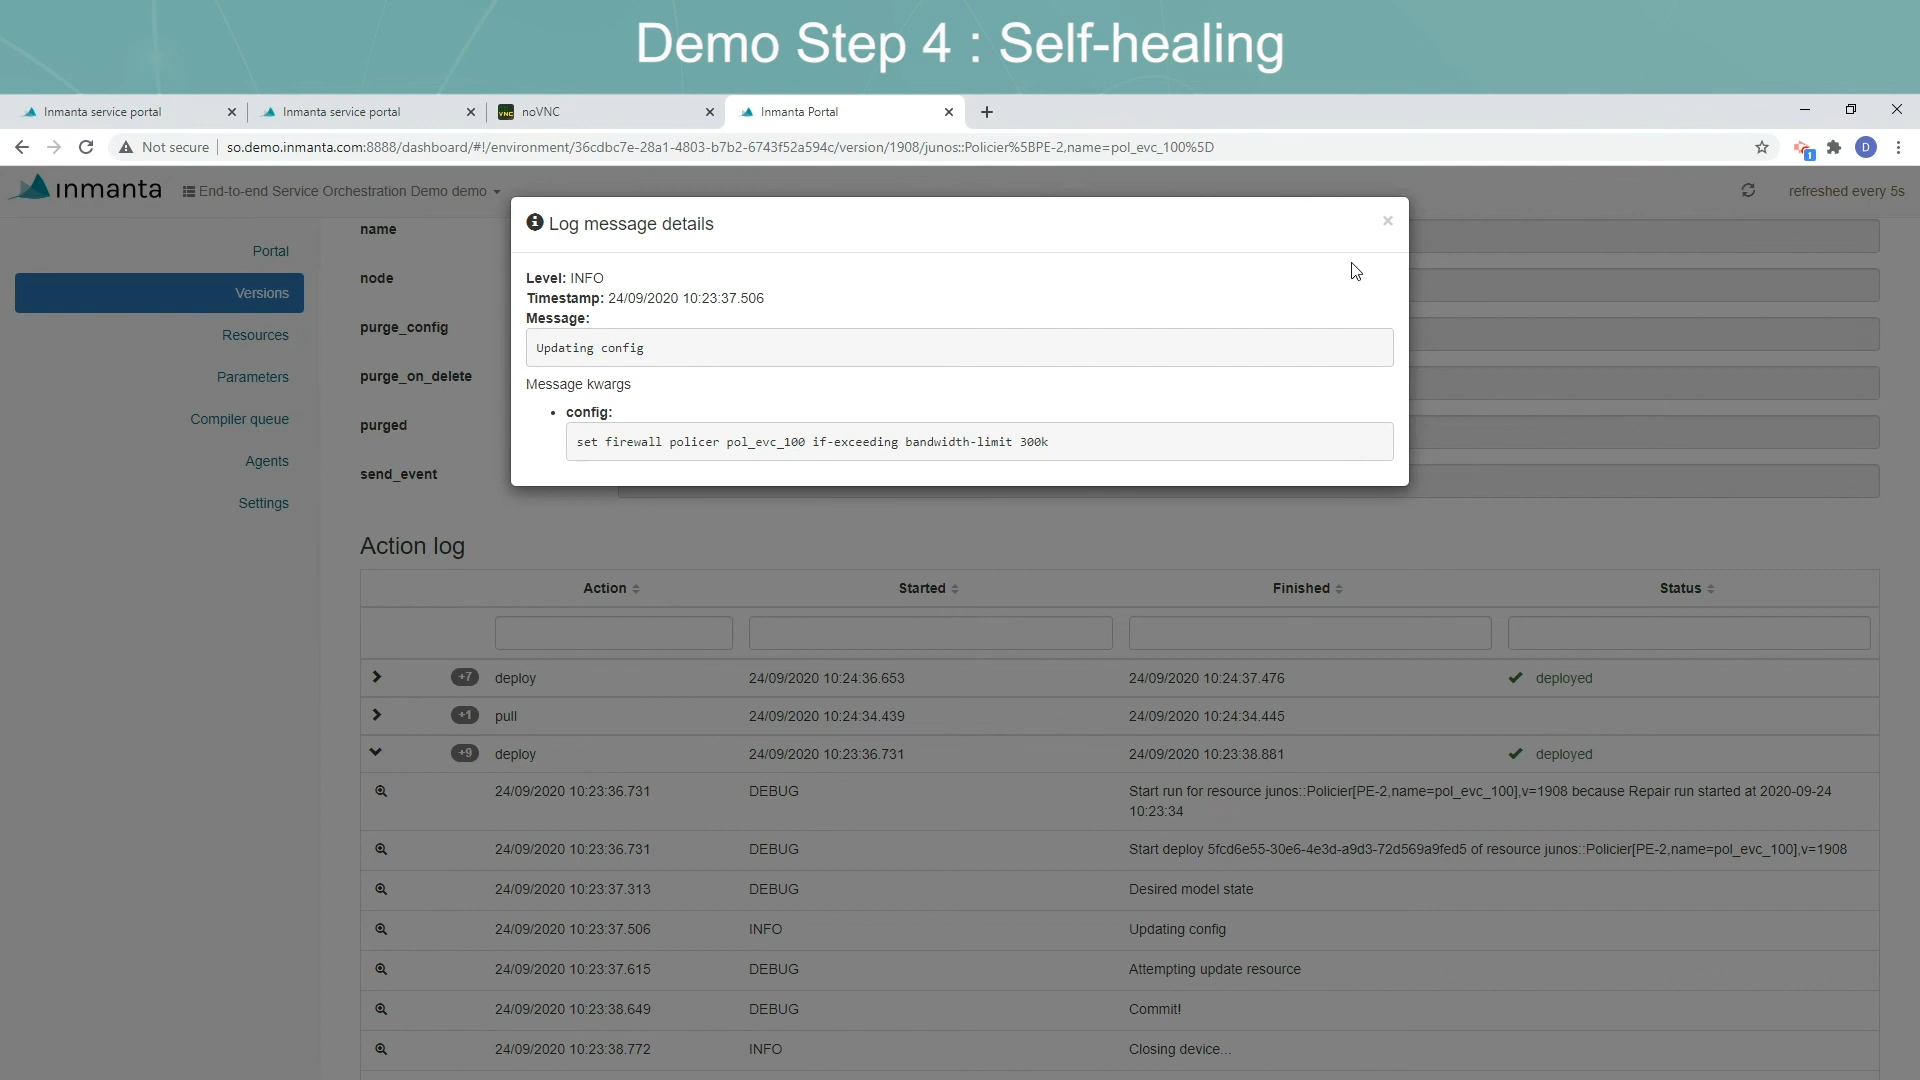 Demo Step 4 : Self-healing
Inmanta service portal
Inmanta service portal
VNC
noVNC
Inmanta Portal
Not secure
so.demo.inmanta.com:8888/dashboard/#!/environment/36cdbc7e-28a1-4803-b7b2-6743f52a594c/version/1908/junos::Policier%5BPE-2,name=pol_evc_100%5D
1
D
inmanta
End-to-end Service Orchestration Demo demo
refreshed every 5s
Portal
Versions
Resources
Parameters
Compiler queue
Agents
Settings
name
node
purge_config
purge_on_delete
purged
send_event
Log message details
×
Level: INFO
Timestamp: 24/09/2020 10:23:37.506
Message:
Updating config
Message kwargs
• config:
set firewall policer pol_evc_100 if-exceeding bandwidth-limit 300k
Action log
Action Started Finished Status
+7 deploy 24/09/2020 10:24:36.653 24/09/2020 10:24:37.476 deployed
+1 pull 24/09/2020 10:24:34.439 24/09/2020 10:24:34.445
+9 deploy 24/09/2020 10:23:36.731 24/09/2020 10:23:38.881 deployed
24/09/2020 10:23:36.731 DEBUG Start run for resource junos::Policier[PE-2,name=pol_evc_100],v=1908 because Repair run started at 2020-09-24
10:23:34
24/09/2020 10:23:36.731 DEBUG Start deploy 5fcd6e55-30e6-4e3d-a9d3-72d569a9fed5 of resource junos::Policier[PE-2,name=pol_evc_100],v=1908
24/09/2020 10:23:37.313 DEBUG Desired model state
24/09/2020 10:23:37.506 INFO Updating config
24/09/2020 10:23:37.615 DEBUG Attempting update resource
24/09/2020 10:23:38.649 DEBUG Commit!
24/09/2020 10:23:38.772 INFO Closing device...